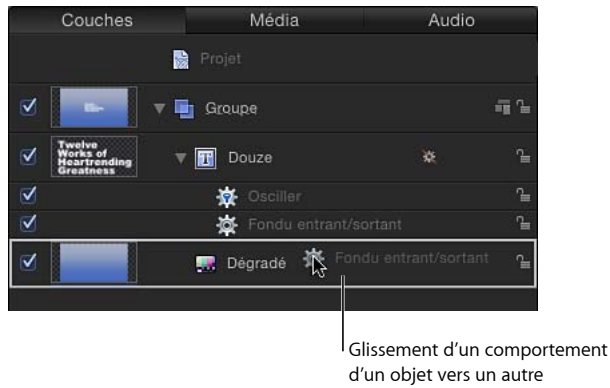 Couches Média Audio
Projet
Groupe
Twelve
Works of
Heartrending
Greatness
Douze
Osciller
Fondu entrant/sortant
Dégradé Fondu entrant/sortant
Glissement d'un comportement
d'un objet vers un autre